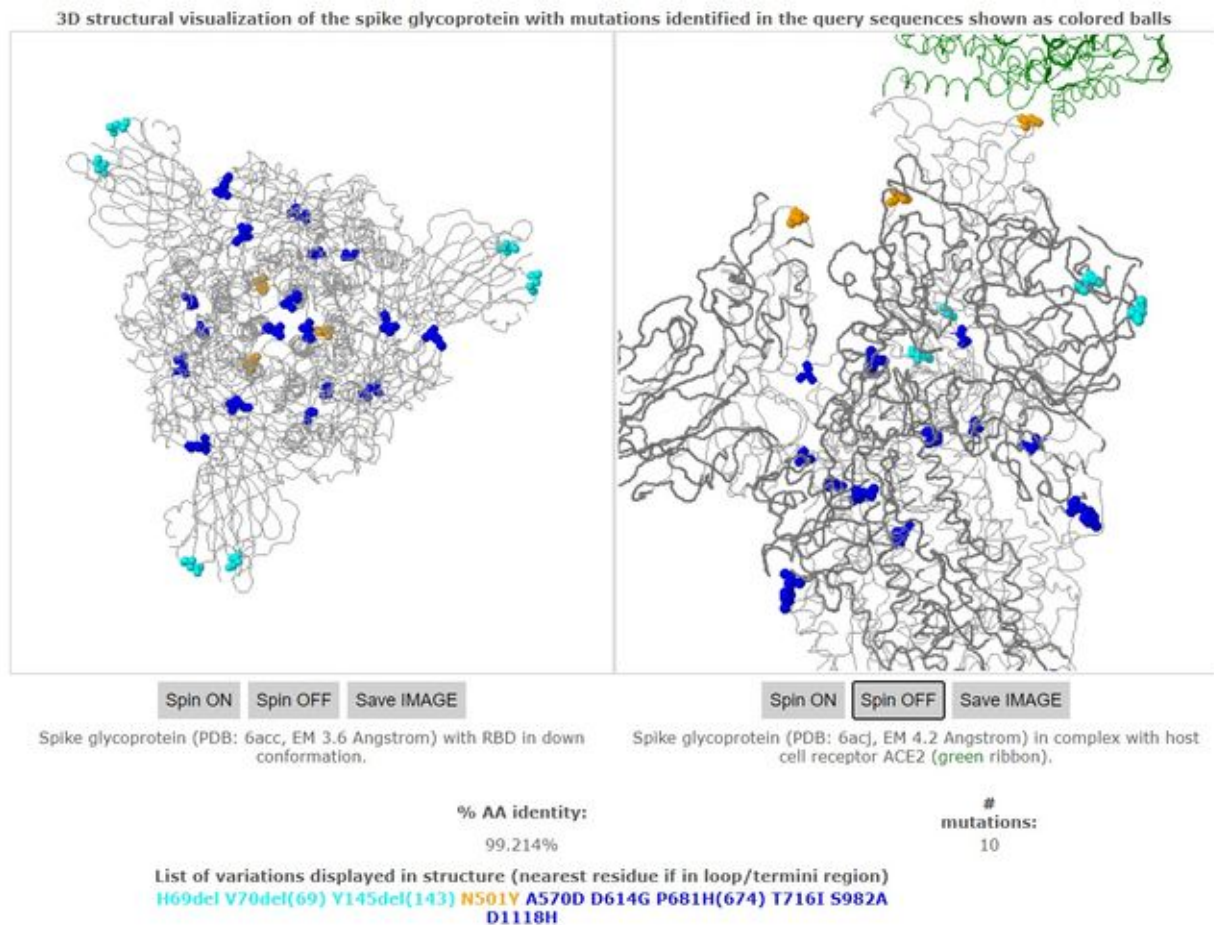 3D structural visualization of the spike glycoprotein with mutations identified in the query sequences shown as colored balls
Spin ON Spin OFF Save IMAGE
Spike glycoprotein (PDB: 6acc, EM 3.6 Angstrom) with RBD in down
conformation.
Spin ON Spin OFF Save IMAGE
Spike glycoprotein (PDB: 6acj, EM 4.2 Angstrom) in complex with host
cell receptor ACE2 (green ribbon).
% AA identity:
99.214%
#
mutations:
10
List of variations displayed in structure (nearest residue if in loop/termini region)
H69del V70del(69) Y145del(143) N501Y A570D D614G P681H(674) T716I S982A
D1118H